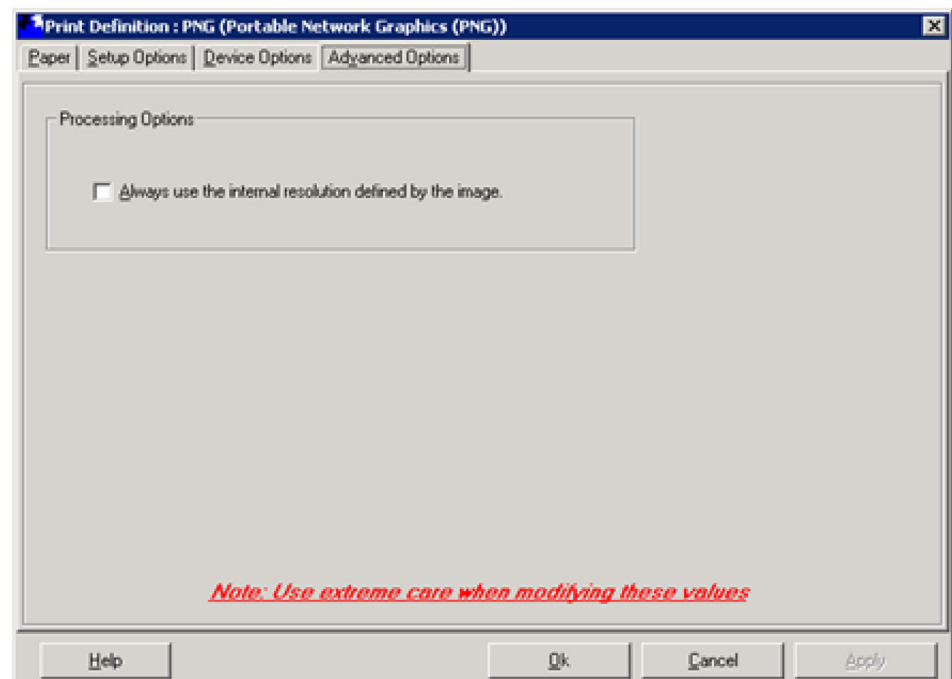 Print Definition : PNG (Portable Network Graphics (PNG))
Paper Setup Options Device Options Advanced Options
Processing Options
Always use the internal resolution defined by the image.
Note: Use extreme care when modifying these values
Help Ok Cancel Apply